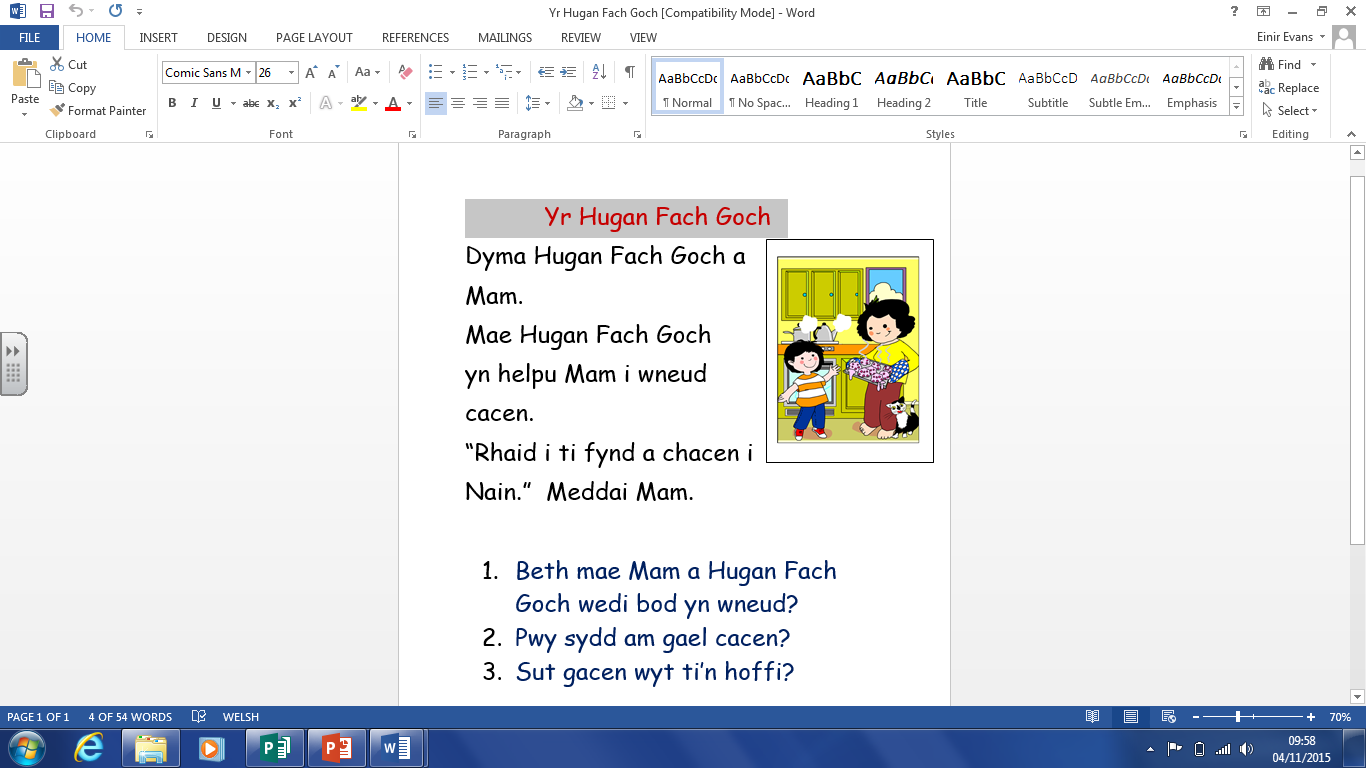 Yr Hugan Fach Goch [Compatibility Mode] - Word
FILE HOME INSERT DESIGN PAGE LAYOUT REFERENCES MAILINGS REVIEW VIEW Einir Evans
Paste
Cut
Copy
Format Painter
Clipboard
Comic Sans M 26
Font
Paragraph
AaBbCcDc AaBbCcDc AaBbC AaBbCc AaBbC AaBbCcD AaBbCcDc AaBbCcDc
¶ Normal ¶ No Spac... Heading 1 Heading 2 Title Subtitle Subtle Em... Emphasis
Styles
Find
Replace
Select
Editing
Yr Hugan Fach Goch
Dyma Hugan Fach Goch a
Mam.
Mae Hugan Fach Goch
yn helpu Mam i wneud
cacen.
“Rhaid i ti fynd a chacen i
Nain.” Meddai Mam.
1. Beth mae Mam a Hugan Fach
Goch wedi bod yn wneud?
2. Pwy sydd am gael cacen?
3. Sut gacen wyt ti’n hoffi?
PAGE 1 OF 1 4 OF 54 WORDS WELSH 70%
09:58
04/11/2015